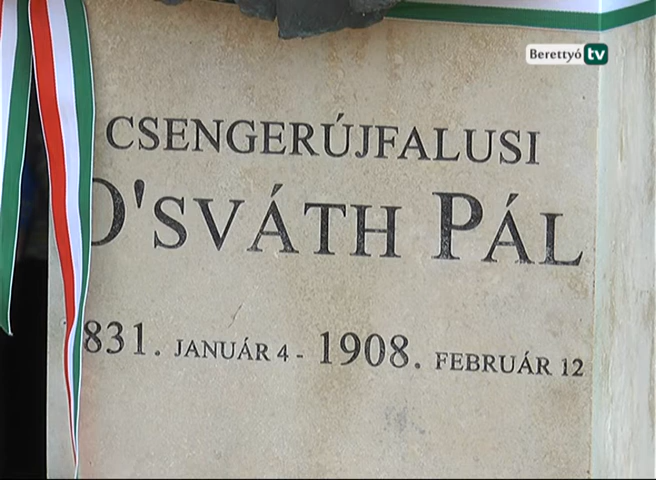 Berettyó tv
CSENGERÚJFALUSI
O'SVÁTH PÁL
831. JANUÁR 4 - 1908. FEBRUÁR 12